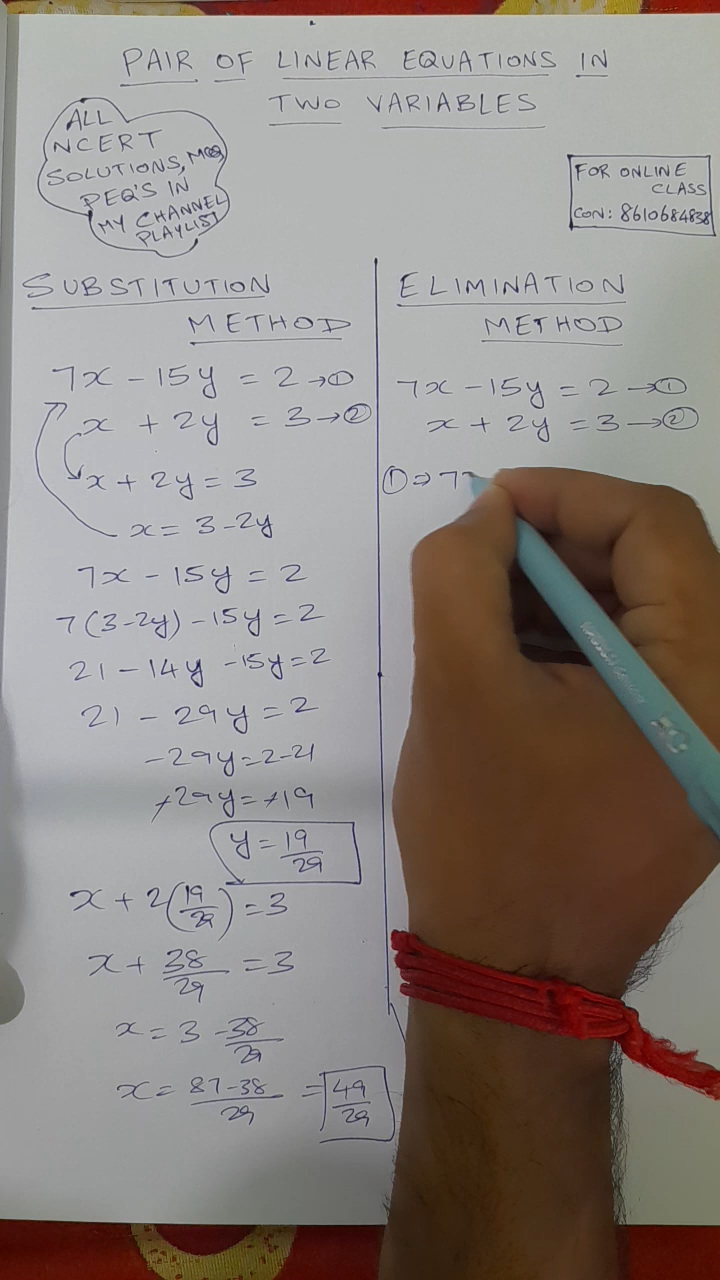 PAIR OF LINEAR EQUATIONS IN
TWO VARIABLES
ALL
NCERT
SOLUTIONS, MCQ,
PEQ'S IN
MY CHANNEL
PLAYLIST
FOR ONLINE
CLASS
CON: 8610684838
SUBSTITUTION
METHOD
7x - 15y = 2 → ①
x + 2y = 3 → ②
x + 2y = 3
x = 3 - 2y
7x - 15y = 2
7(3-2y) - 15y = 2
21 - 14y - 15y = 2
21 - 29y = 2
-29y = 2-21
-29y = -19
y = 19/29
x + 2(19/29) = 3
x + 38/29 = 3
x = 3 - 38/29
x = 87-38/29 = 49/29
ELIMINATION
METHOD
7x - 15y = 2 → ①
x + 2y = 3 → ②
① ⇒ 7